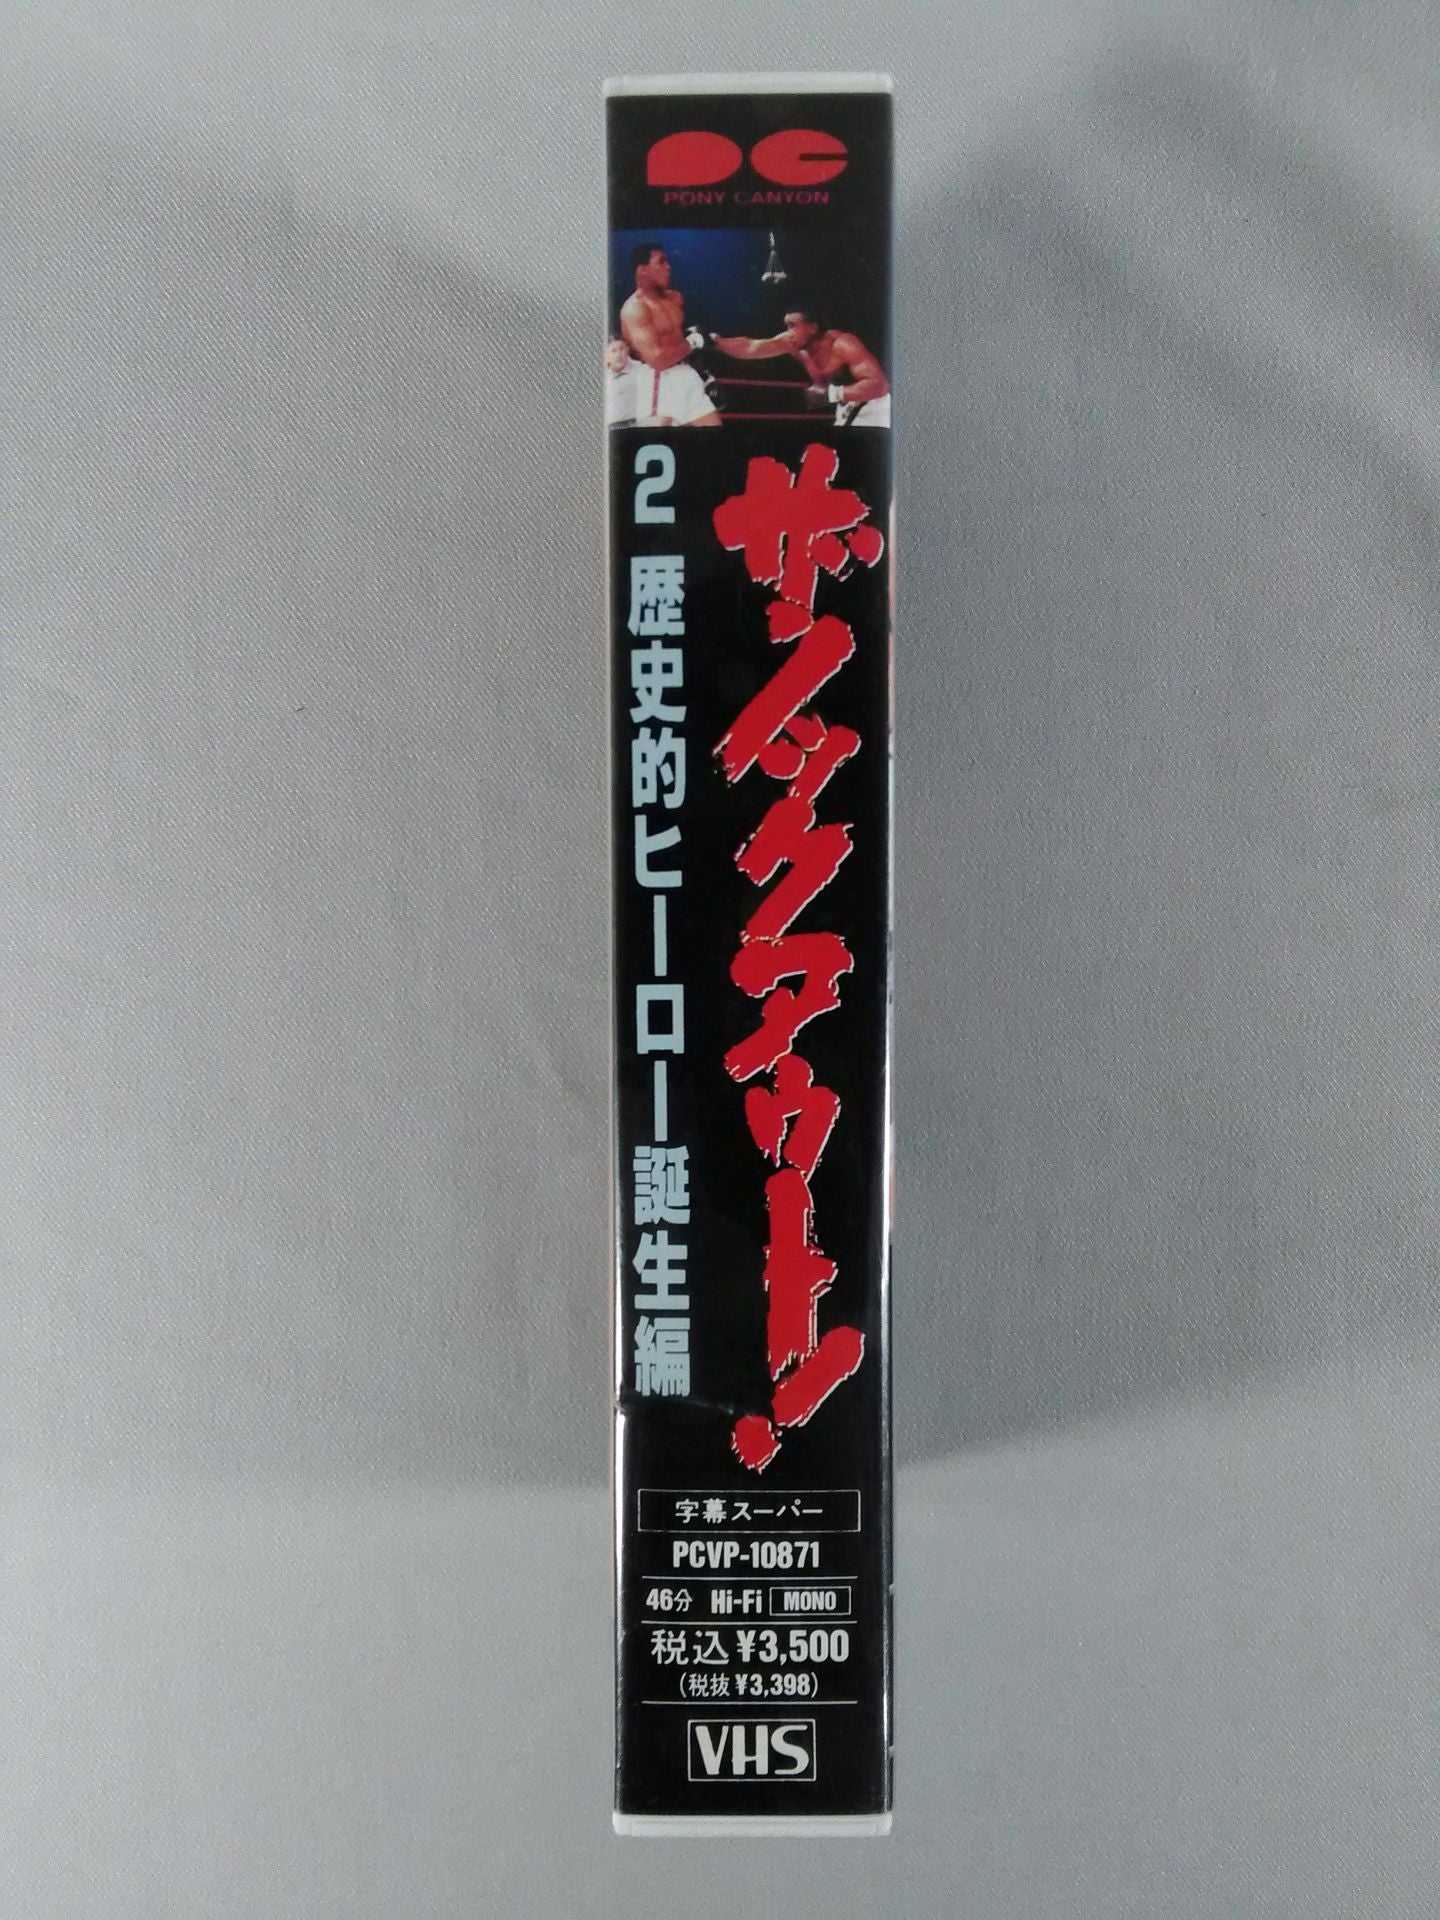 PONY CANYON
ザ・ノックアウト!
2 歴史的ヒーロー誕生編
字幕スーパー
PCVP-10871
46分 Hi-Fi MONO
税込¥3,500
(税抜¥3,398)
VHS